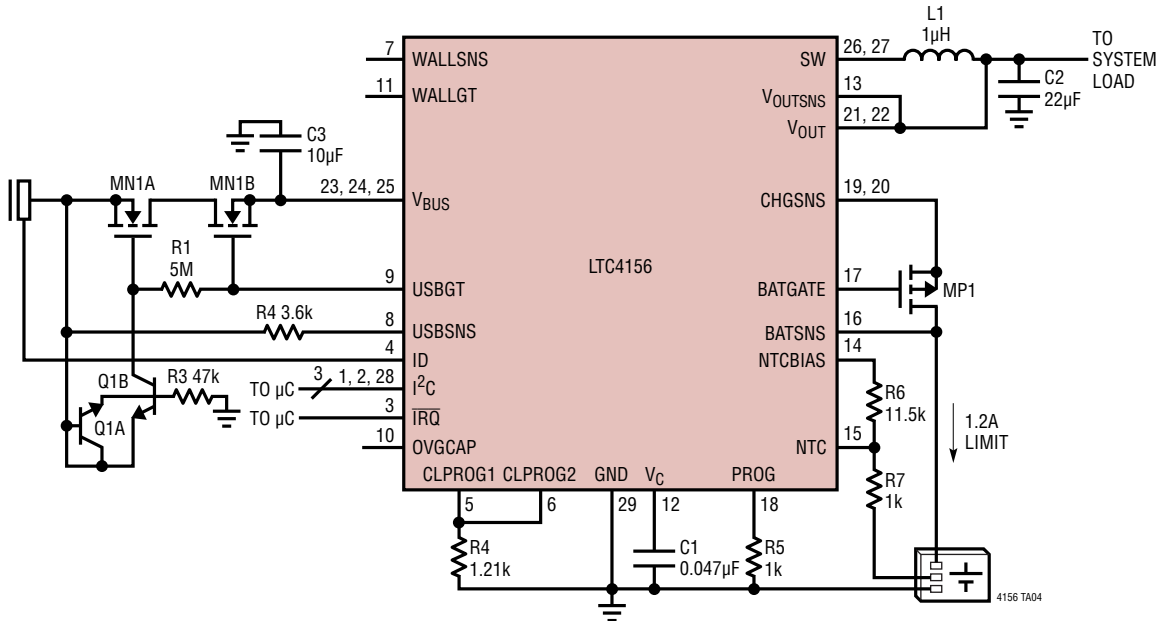 L1
1µH
TO
SYSTEM
LOAD
7
WALLSNS
SW
26, 27
11
WALLGT
VOUTSNS
13
C2
22µF
VOUT
21, 22
C3
10µF
MN1A
MN1B
23, 24, 25
VBUS
CHGSNS
19, 20
R1
5M
LTC4156
9
USBGT
BATGATE
17
MP1
R4 3.6k
8
USBSNS
BATSNS
16
4
ID
NTCBIAS
14
Q1B
R3 47k
TO µC
3
1, 2, 28
I2C
R6
11.5k
Q1A
TO µC
3
IRQ
1.2A
LIMIT
10
OVGCAP
NTC
15
CLPROG1
CLPROG2
GND
VC
PROG
R7
1k
5
6
29
12
18
R4
1.21k
C1
0.047µF
R5
1k
4156 TA04